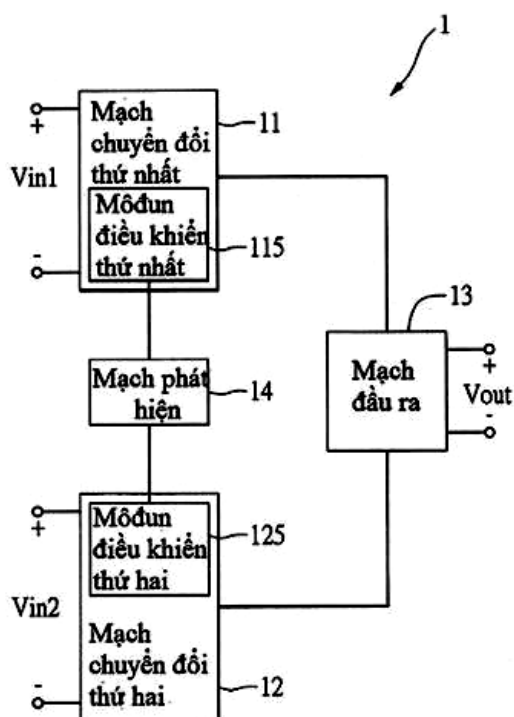 1
Mạch
chuyển đổi
thứ nhất
11
+
Vin1
-
Môđun
điều khiển
thứ nhất
115
13
Mạch
đầu ra
+
Vout
-
Mạch phát
hiện
14
+
Vin2
-
Môđun
điều khiển
thứ hai
125
Mạch
chuyển đổi
thứ hai
12